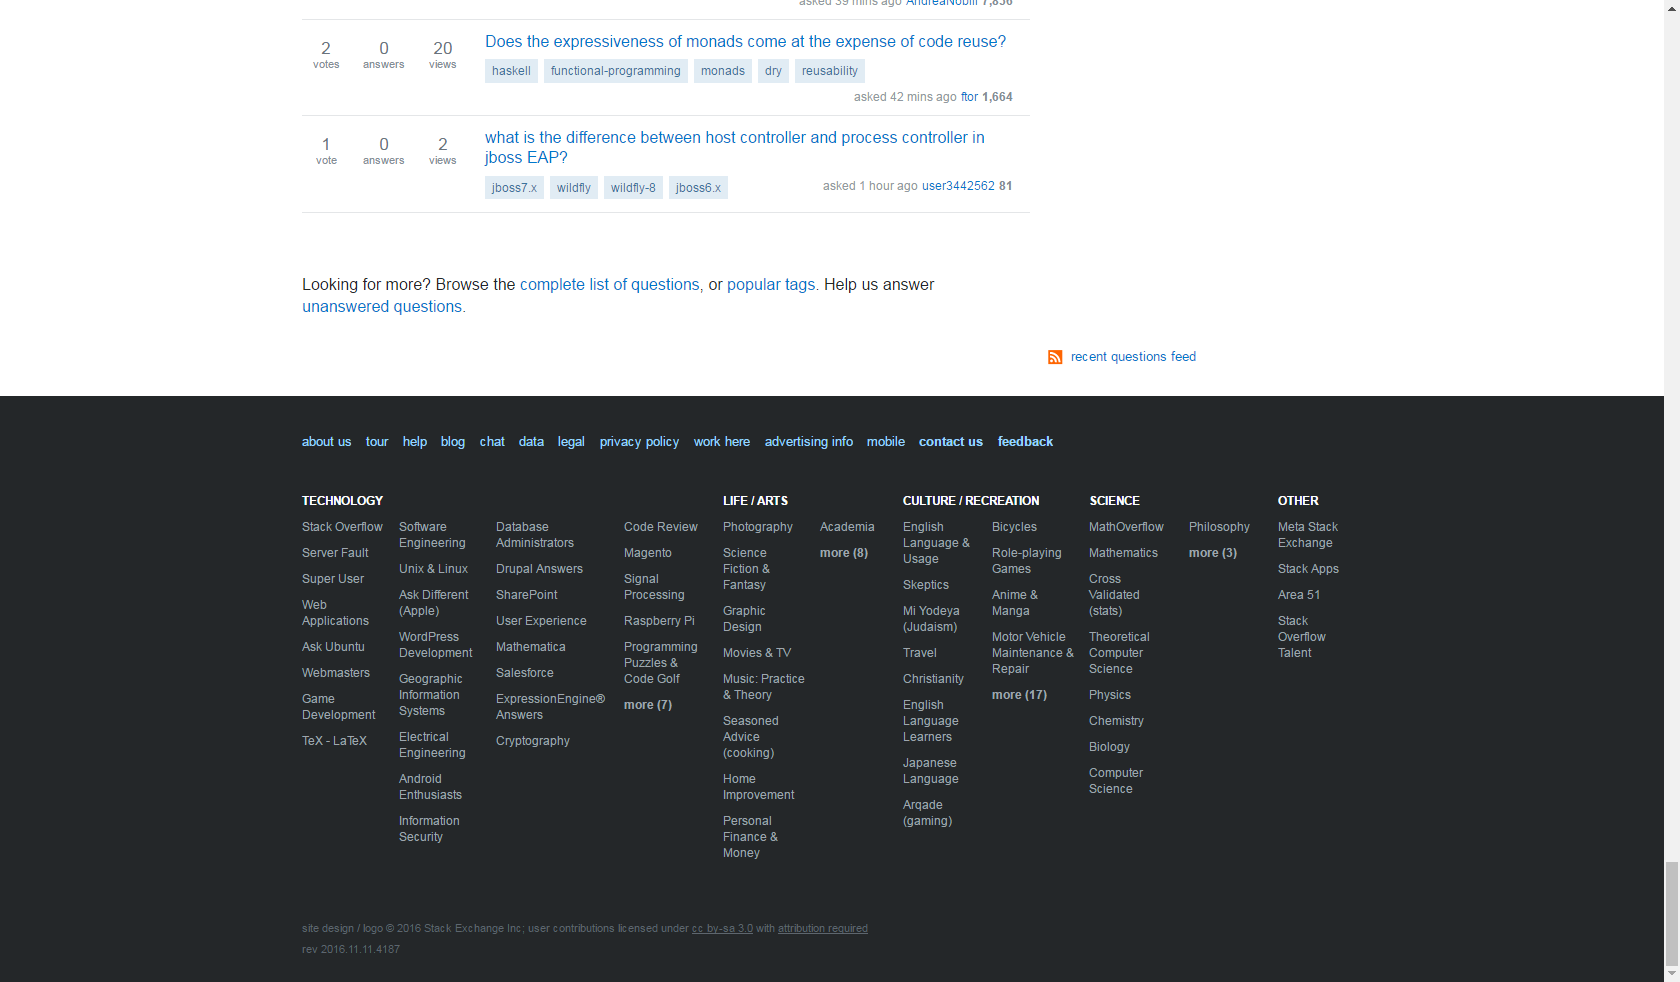 asked 39 mins ago AndreaNobili 7,856
2 0 20
votes answers views
Does the expressiveness of monads come at the expense of code reuse?
haskell functional-programming monads dry reusability
asked 42 mins ago ftor 1,664
1 0 2
vote answers views
what is the difference between host controller and process controller in
jboss EAP?
jboss7.x wildfly wildfly-8 jboss6.x
asked 1 hour ago user3442562 81
Looking for more? Browse the complete list of questions, or popular tags. Help us answer
unanswered questions.
recent questions feed
about us tour help blog chat data legal privacy policy work here advertising info mobile contact us feedback
TECHNOLOGY
Stack Overflow
Server Fault
Super User
Web
Applications
Ask Ubuntu
Webmasters
Game
Development
TeX - LaTeX
Software
Engineering
Unix & Linux
Ask Different
(Apple)
WordPress
Development
Geographic
Information
Systems
Electrical
Engineering
Android
Enthusiasts
Information
Security
Database
Administrators
Drupal Answers
SharePoint
User Experience
Mathematica
Salesforce
ExpressionEngine®
Answers
Cryptography
Code Review
Magento
Signal
Processing
Raspberry Pi
Programming
Puzzles &
Code Golf
more (7)
LIFE / ARTS
Photography
Science
Fiction &
Fantasy
Graphic
Design
Movies & TV
Music: Practice
& Theory
Seasoned
Advice
(cooking)
Home
Improvement
Personal
Finance &
Money
Academia
more (8)
CULTURE / RECREATION
English
Language &
Usage
Skeptics
Mi Yodeya
(Judaism)
Travel
Christianity
English
Language
Learners
Japanese
Language
Arqade
(gaming)
Bicycles
Role-playing
Games
Anime &
Manga
Motor Vehicle
Maintenance &
Repair
more (17)
SCIENCE
MathOverflow
Mathematics
Cross
Validated
(stats)
Theoretical
Computer
Science
Physics
Chemistry
Biology
Computer
Science
Philosophy
more (3)
OTHER
Meta Stack
Exchange
Stack Apps
Area 51
Stack
Overflow
Talent
site design / logo © 2016 Stack Exchange Inc; user contributions licensed under cc by-sa 3.0 with attribution required
rev 2016.11.11.4187